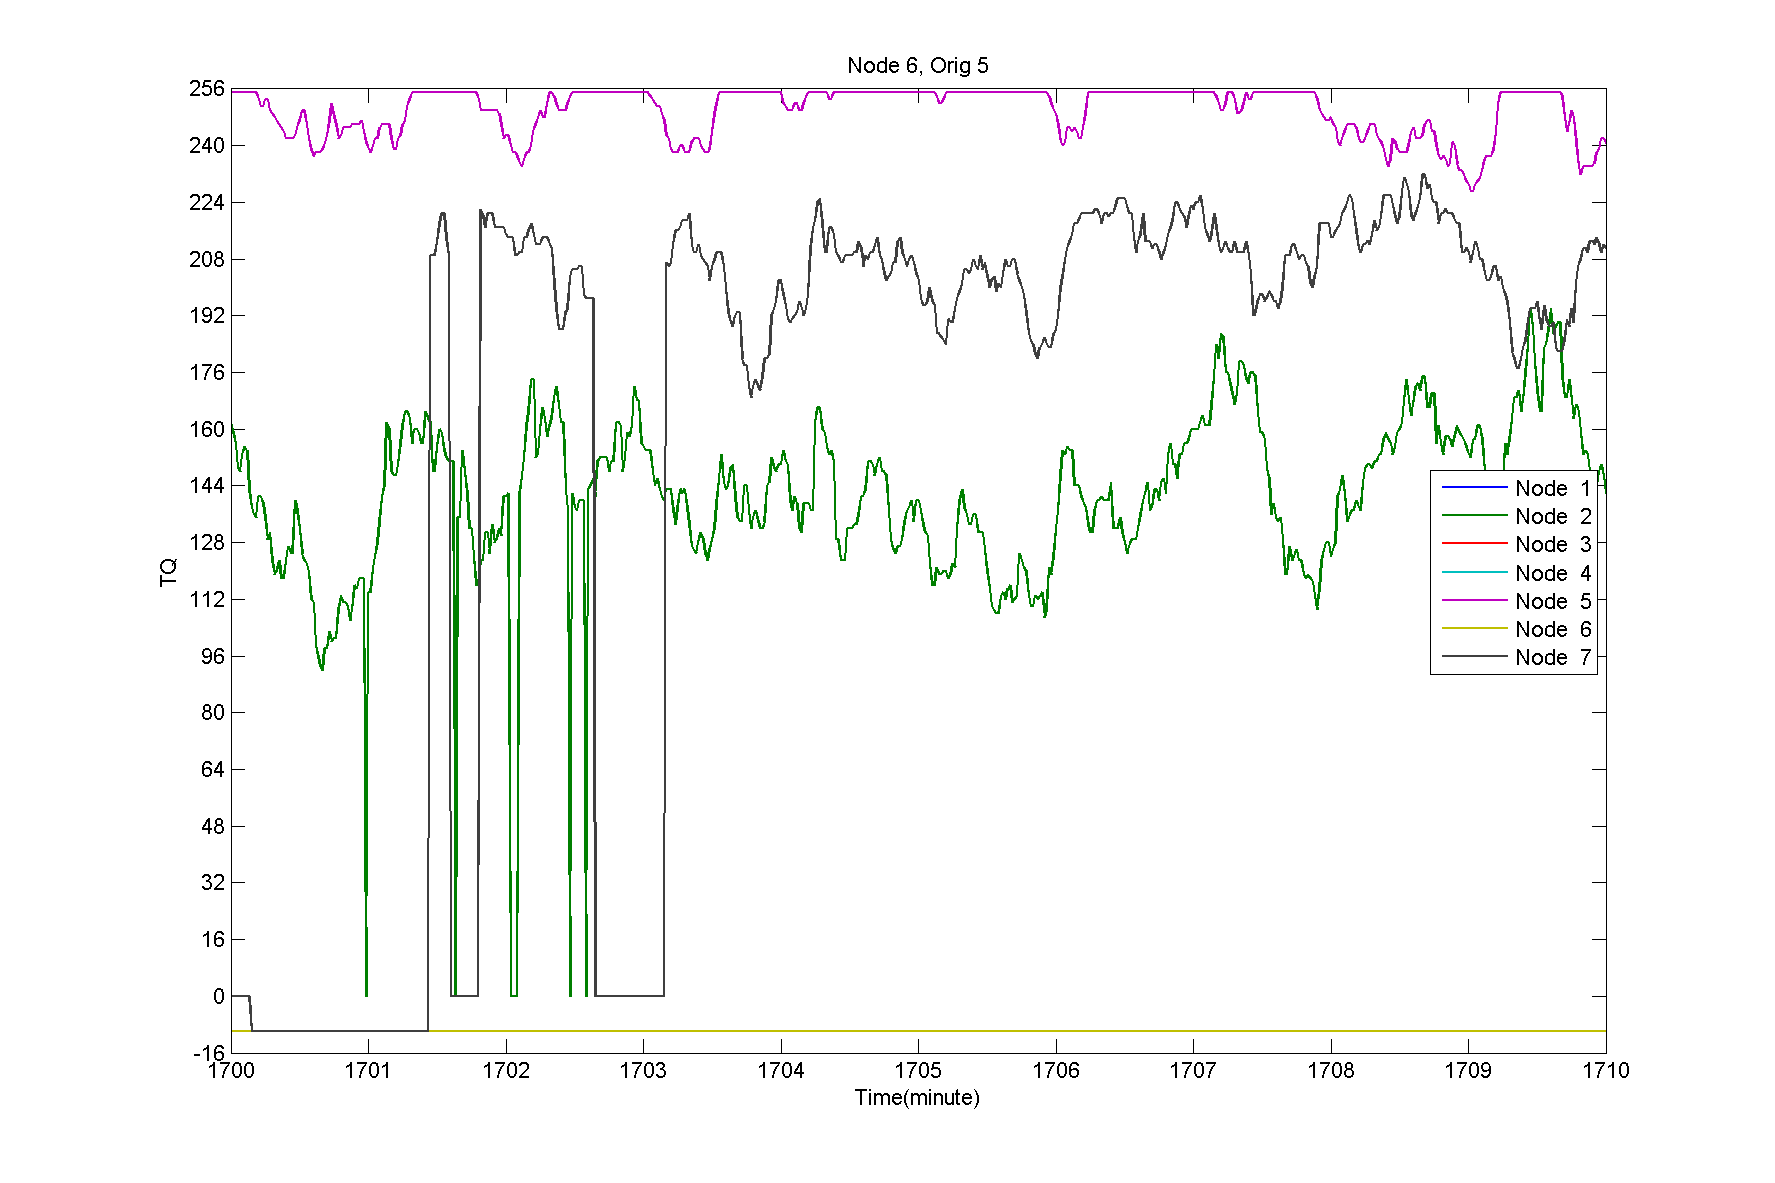 Node 6, Orig 5
256
240
224
208
192
176
160
144
128
112
96
80
64
48
32
16
0
-16
TQ
1700 1701 1702 1703 1704 1705 1706 1707 1708 1709 1710
Time(minute)
Node 1
Node 2
Node 3
Node 4
Node 5
Node 6
Node 7